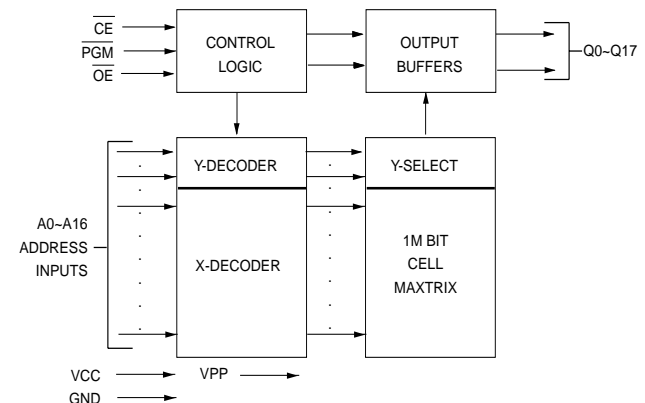 CE
PGM
OE
CONTROL
LOGIC
OUTPUT
BUFFERS
Q0~Q17
Y-DECODER
Y-SELECT
A0~A16
ADDRESS
INPUTS
X-DECODER
1M BIT
CELL
MAXTRIX
VCC
VPP
GND